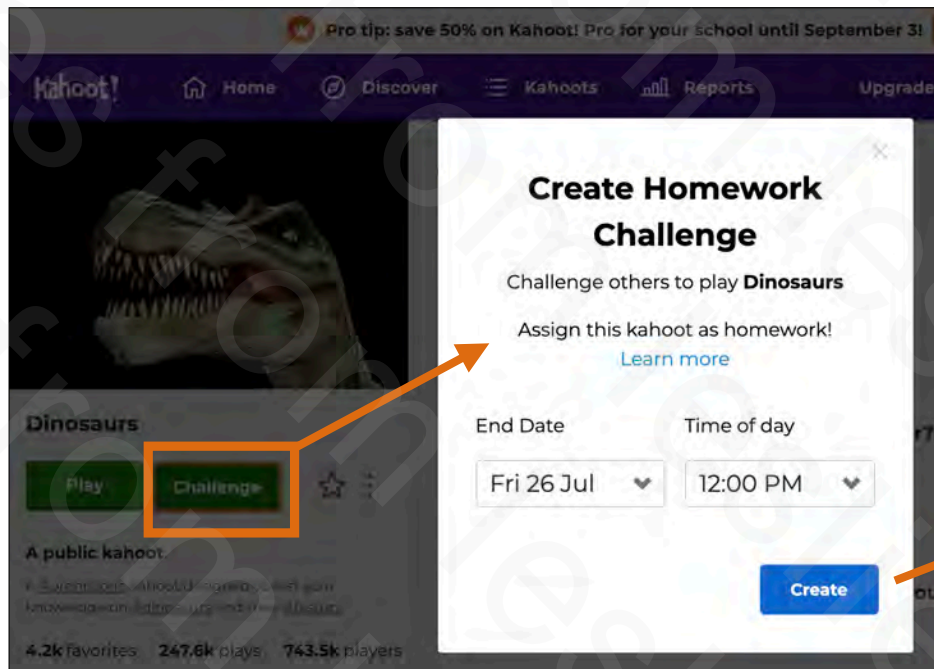 Pro tip: save 50% on Kahoot! Pro for your school until September 3!
Kahoot! Home Discover Kahoots Reports Upgrade
Create Homework
Challenge
Challenge others to play Dinosaurs
Assign this kahoot as homework!
Learn more
End Date Time of day
Fri 26 Jul 12:00 PM
Create
Dinosaurs
Play Challenge
A public kahoot
4.2k favorites 247.6k plays 743.5k players